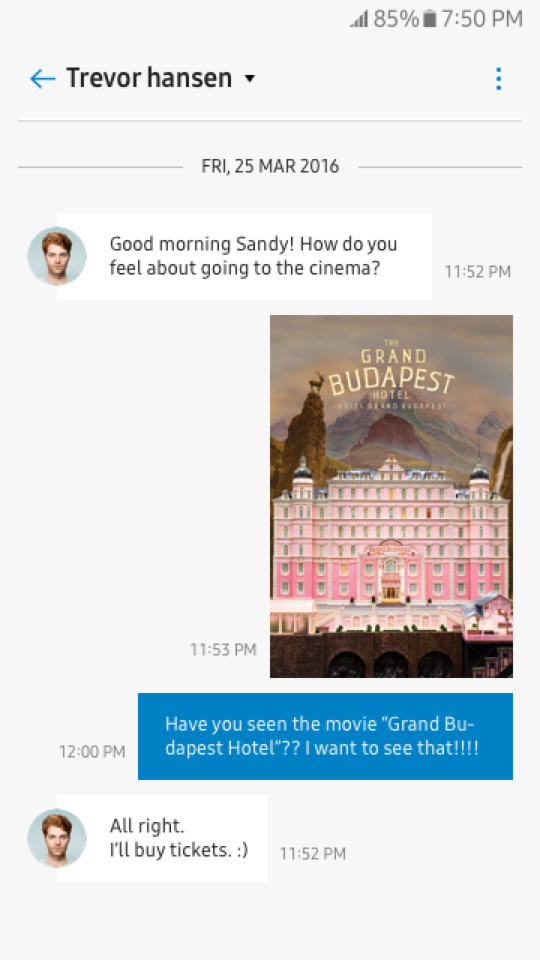 85% 7:50 PM
Trevor hansen
FRI, 25 MAR 2016
Good morning Sandy! How do you
feel about going to the cinema?
11:52 PM
THE
GRAND
BUDAPEST
HOTEL
HOTEL GRAND BUDAPEST
11:53 PM
Have you seen the movie “Grand Bu-
dapest Hotel”?? I want to see that!!!!
12:00 PM
All right.
I’ll buy tickets. :)
11:52 PM